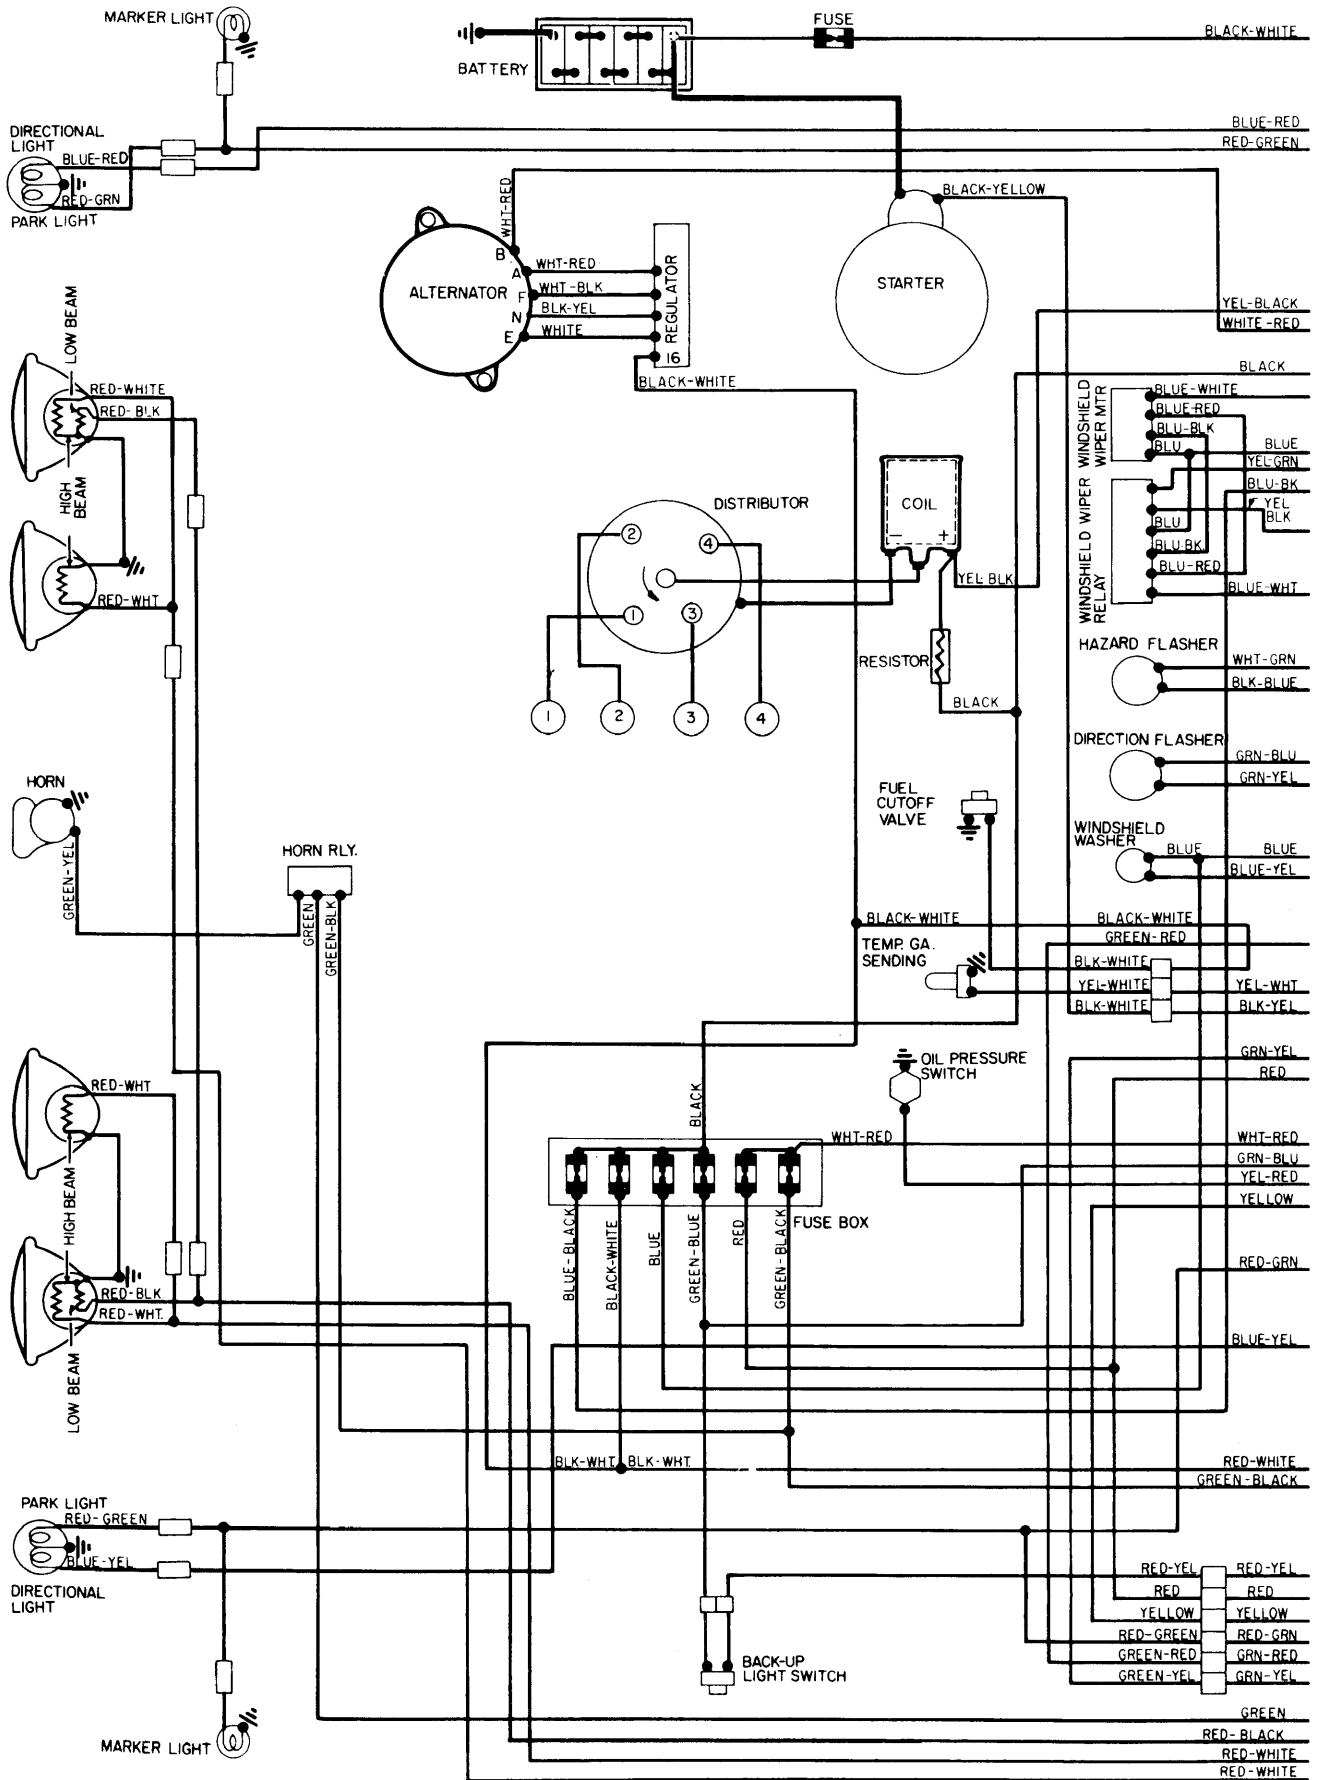 MARKER LIGHT
FUSE
BLACK-WHITE
BATTERY
BLUE-RED
RED-GREEN
DIRECTIONAL
LIGHT
BLUE-RED
RED-GRN
PARK LIGHT
WHT-RED
BLACK-YELLOW
B
A
F
N
E
ALTERNATOR
WHT-RED
WHT-BLK
BLK-YEL
WHITE
REGULATOR
16
BLACK-WHITE
STARTER
YEL-BLACK
WHITE-RED
BLACK
LOW BEAM
RED-WHITE
RED-BLK
HIGH
BEAM
RED-WHT
WINDSHIELD
WIPER MTR
BLUE-WHITE
BLUE-RED
BLU-BLK
BLU
BLUE
YEL-GRN
BLU-BK
YEL
BLK
WINDSHIELD WIPER
RELAY
BLU
BLU-BK
BLU-RED
BLUE-WHT
DISTRIBUTOR
2
4
1
3
1
2
3
4
COIL
-
+
YEL-BLK
RESISTOR
BLACK
HAZARD FLASHER
WHT-GRN
BLK-BLUE
DIRECTION FLASHER
GRN-BLU
GRN-YEL
HORN
GREEN-YEL
HORN RLY.
GREEN
GREEN-BLK
FUEL
CUTOFF
VALVE
WINDSHIELD
WASHER
BLUE
BLUE
BLUE-YEL
BLACK-WHITE
BLACK-WHITE
GREEN-RED
TEMP. GA.
SENDING
BLK-WHITE
YEL-WHITE
YEL-WHT
BLK-WHITE
BLK-YEL
OIL PRESSURE
SWITCH
GRN-YEL
RED
RED-WHT
HIGH BEAM
BLACK
WHT-RED
WHT-RED
GRN-BLU
YEL-RED
YELLOW
FUSE BOX
BLUE-BLACK
BLACK-WHITE
BLUE
GREEN-BLUE
RED
GREEN-BLACK
RED-GRN
RED-BLK
RED-WHT.
LOW BEAM
BLUE-YEL
BLK-WHT.
BLK-WHT.
RED-WHITE
GREEN-BLACK
PARK LIGHT
RED-GREEN
BLUE-YEL
DIRECTIONAL
LIGHT
RED-YEL
RED-YEL
RED
RED
YELLOW
YELLOW
RED-GREEN
RED-GRN
GREEN-RED
GRN-RED
GREEN-YEL
GRN-YEL
BACK-UP
LIGHT SWITCH
MARKER LIGHT
GREEN
RED-BLACK
RED-WHITE
RED-WHITE